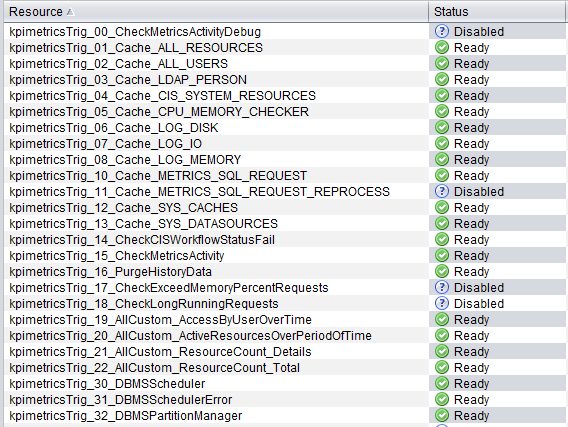 Resource Status
kpimetricsTrig_00_CheckMetricsActivityDebug Disabled
kpimetricsTrig_01_Cache_ALL_RESOURCES Ready
kpimetricsTrig_02_Cache_ALL_USERS Ready
kpimetricsTrig_03_Cache_LDAP_PERSON Ready
kpimetricsTrig_04_Cache_CIS_SYSTEM_RESOURCES Ready
kpimetricsTrig_05_Cache_CPU_MEMORY_CHECKER Ready
kpimetricsTrig_06_Cache_LOG_DISK Ready
kpimetricsTrig_07_Cache_LOG_IO Ready
kpimetricsTrig_08_Cache_LOG_MEMORY Ready
kpimetricsTrig_10_Cache_METRICS_SQL_REQUEST Ready
kpimetricsTrig_11_Cache_METRICS_SQL_REQUEST_REPROCESS Disabled
kpimetricsTrig_12_Cache_SYS_CACHES Ready
kpimetricsTrig_13_Cache_SYS_DATASOURCES Ready
kpimetricsTrig_14_CheckCISWorkflowStatusFail Ready
kpimetricsTrig_15_CheckMetricsActivity Ready
kpimetricsTrig_16_PurgeHistoryData Ready
kpimetricsTrig_17_CheckExceedMemoryPercentRequests Disabled
kpimetricsTrig_18_CheckLongRunningRequests Disabled
kpimetricsTrig_19_AllCustom_AccessByUserOverTime Ready
kpimetricsTrig_20_AllCustom_ActiveResourcesOverPeriodOfTime Ready
kpimetricsTrig_21_AllCustom_ResourceCount_Details Ready
kpimetricsTrig_22_AllCustom_ResourceCount_Total Ready
kpimetricsTrig_30_DBMSScheduler Ready
kpimetricsTrig_31_DBMSSchedulerError Ready
kpimetricsTrig_32_DBMSPartitionManager Ready